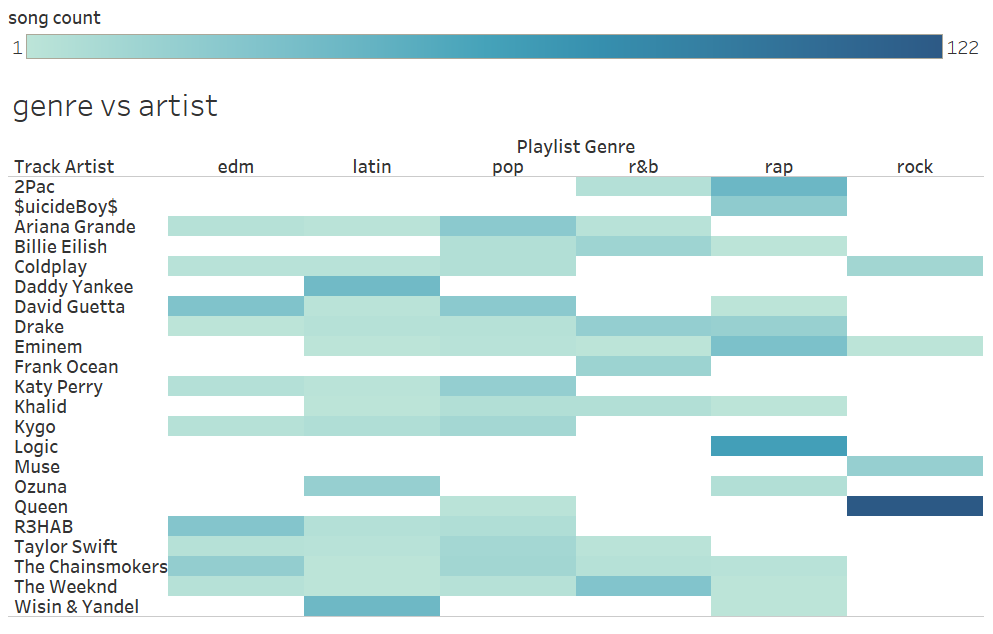 song count
1 122
genre vs artist
Playlist Genre
Track Artist edm latin pop r&b rap rock
2Pac
$uicideBoy$
Ariana Grande
Billie Eilish
Coldplay
Daddy Yankee
David Guetta
Drake
Eminem
Frank Ocean
Katy Perry
Khalid
Kygo
Logic
Muse
Ozuna
Queen
R3HAB
Taylor Swift
The Chainsmokers
The Weeknd
Wisin & Yandel